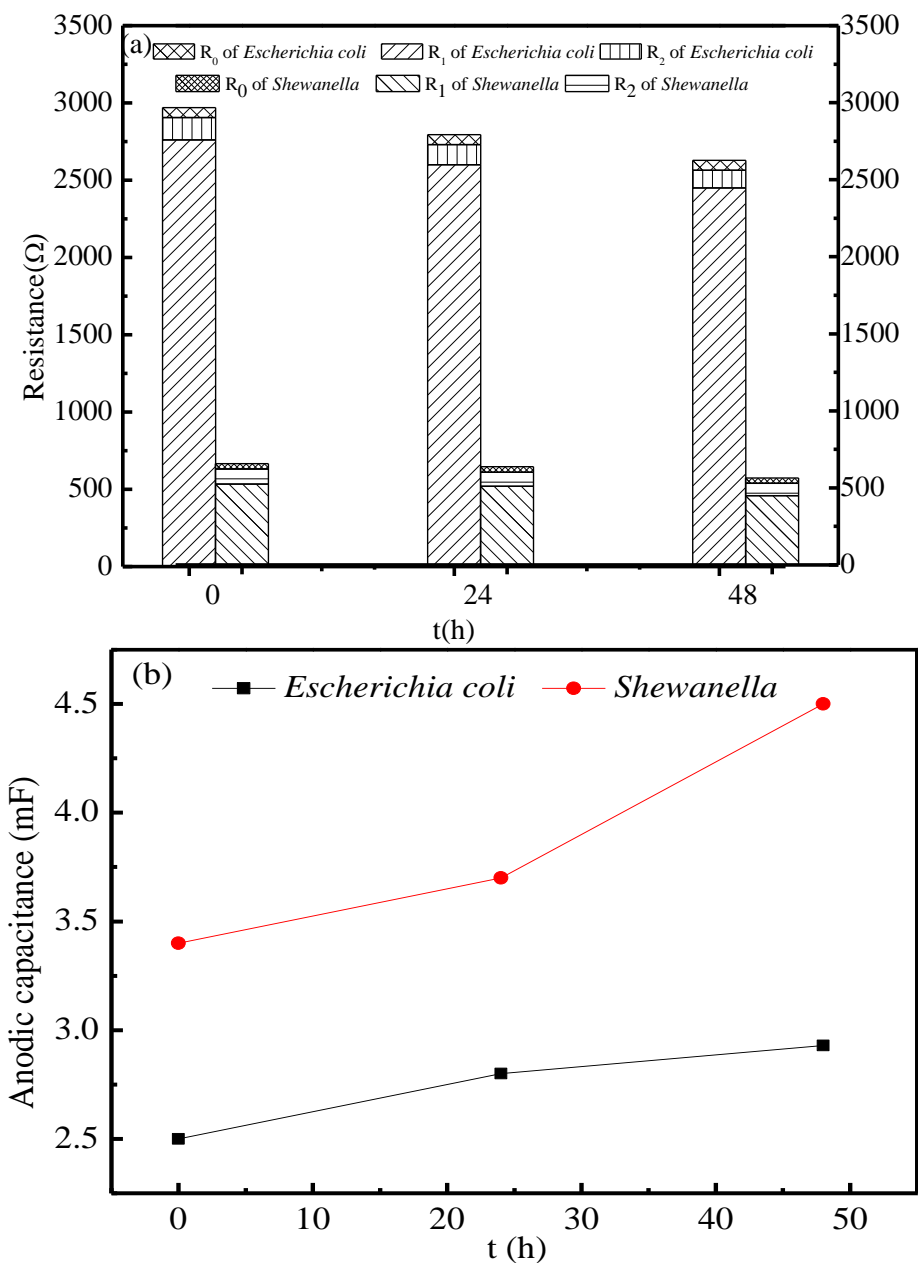 (a)
R0 of Escherichia coli R1 of Escherichia coli R2 of Escherichia coli
R0 of Shewanella R1 of Shewanella R2 of Shewanella
3500 3500
3000 3000
2500 2500
2000 2000
1500 1500
1000 1000
500 500
0 0
Resistance(Ω)
0 24 48
t(h)
(b) Escherichia coli Shewanella
4.5
4.0
3.5
3.0
2.5
Anodic capacitance (mF)
0 10 20 30 40 50
t (h)